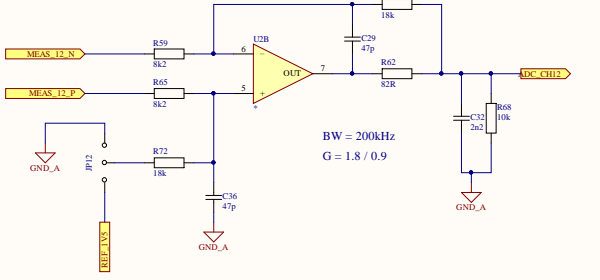 18k
C29
47p
R59
8k2
MEAS_12_N
U2B
6
-
OUT
7
R62
82R
ADC_CH12
R65
8k2
MEAS_12_P
5
+
*
C32
2n2
R68
10k
BW = 200kHz
G = 1.8 / 0.9
GND_A
JP12
R72
18k
C36
47p
GND_A
GND_A
REF_1V5